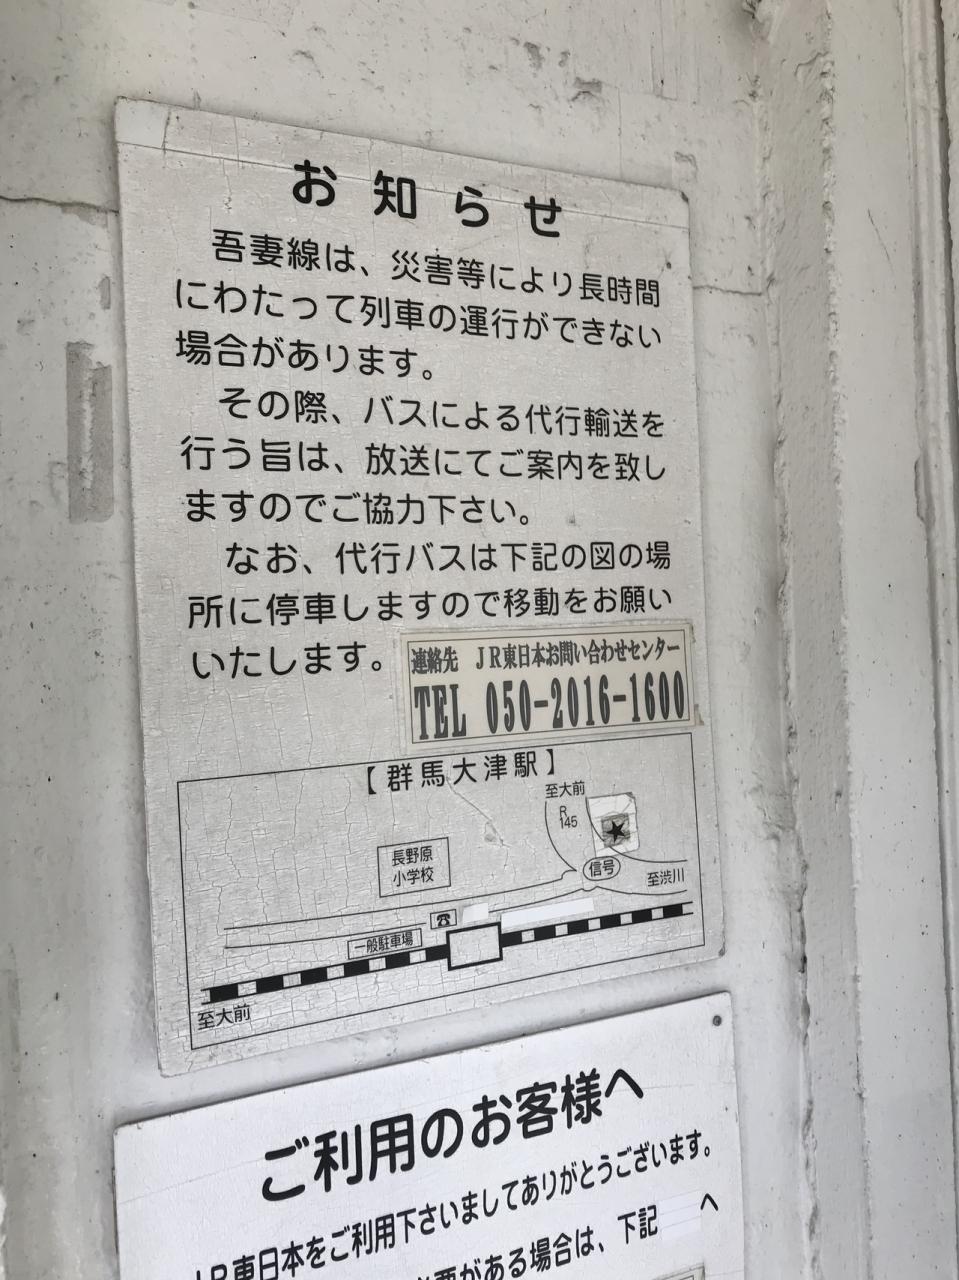 お知らせ
吾妻線は、災害等により長時間
にわたって列車の運行ができない
場合があります。
その際、バスによる代行輸送を
行う旨は、放送にてご案内を致し
ますのでご協力下さい。
なお、代行バスは下記の図の場
所に停車しますので移動をお願い
いたします。
連絡先 JR東日本お問い合わせセンター
TEL 050-2016-1600
【群馬大津駅】
至大前
R
145
★
長野原
小学校
信号
至渋川
☎
一般駐車場
至大前
ご利用のお客様へ
JR東日本をご利用下さいましてありがとうございます。
がある場合は、下記 へ